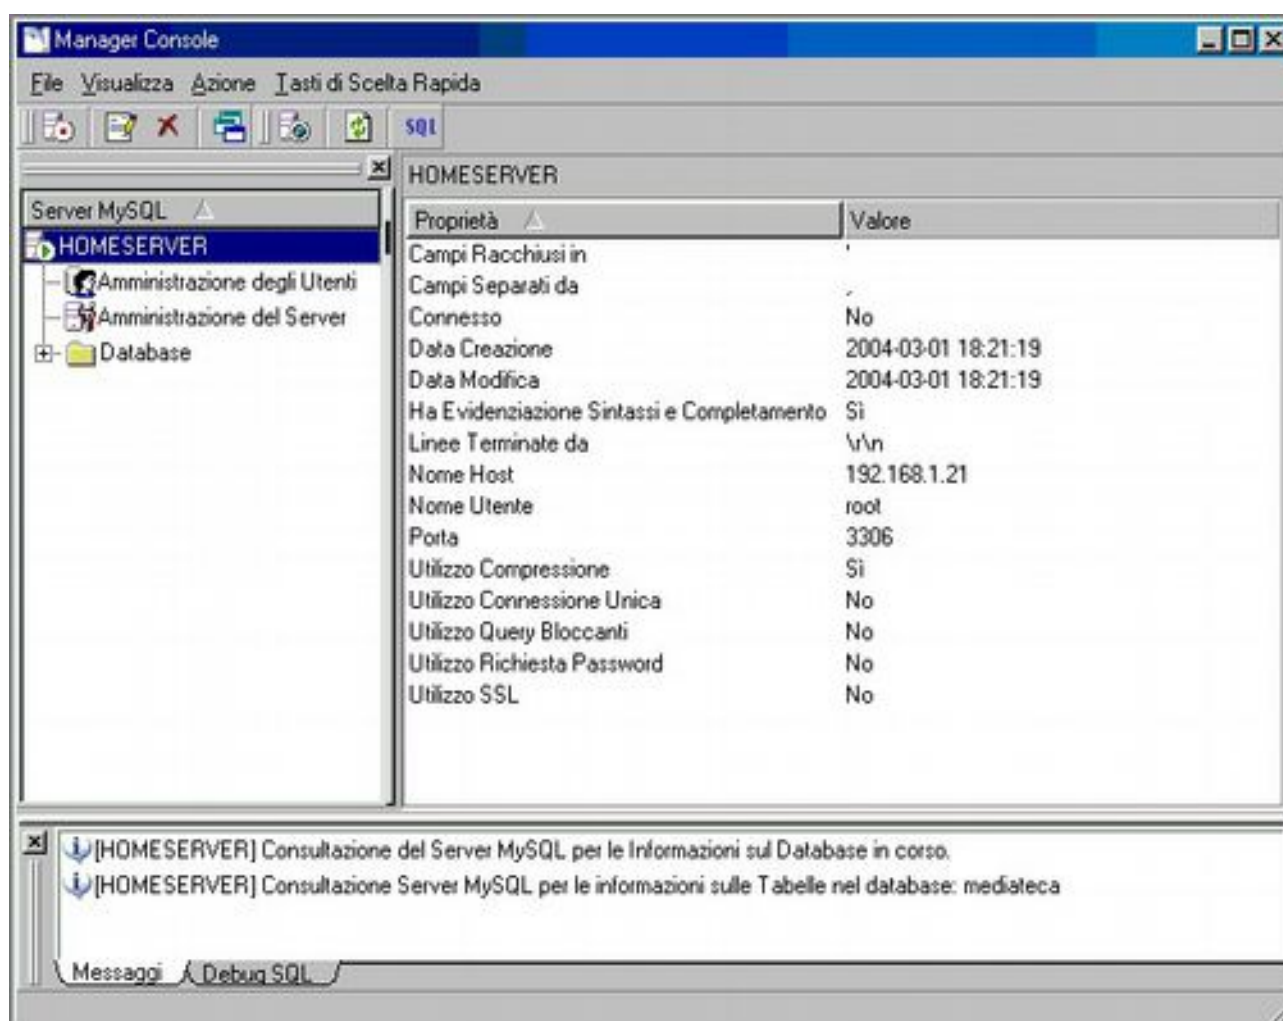 Manager Console
File Visualizza Azione Tasti di Scelta Rapida
SQL
Server MySQL
HOMESERVER
Amministrazione degli Utenti
Amministrazione del Server
Database
HOMESERVER
Proprietà Valore
Campi Racchiusi in '
Campi Separati da ,
Connesso No
Data Creazione 2004-03-01 18:21:19
Data Modifica 2004-03-01 18:21:19
Ha Evidenziazione Sintassi e Completamento Sì
Linee Terminate da \r\n
Nome Host 192.168.1.21
Nome Utente root
Porta 3306
Utilizzo Compressione Sì
Utilizzo Connessione Unica No
Utilizzo Query Bloccanti No
Utilizzo Richiesta Password No
Utilizzo SSL No
[HOMESERVER] Consultazione del Server MySQL per le Informazioni sul Database in corso.
[HOMESERVER] Consultazione Server MySQL per le informazioni sulle Tabelle nel database: mediateca
Messaggi Debug SQL